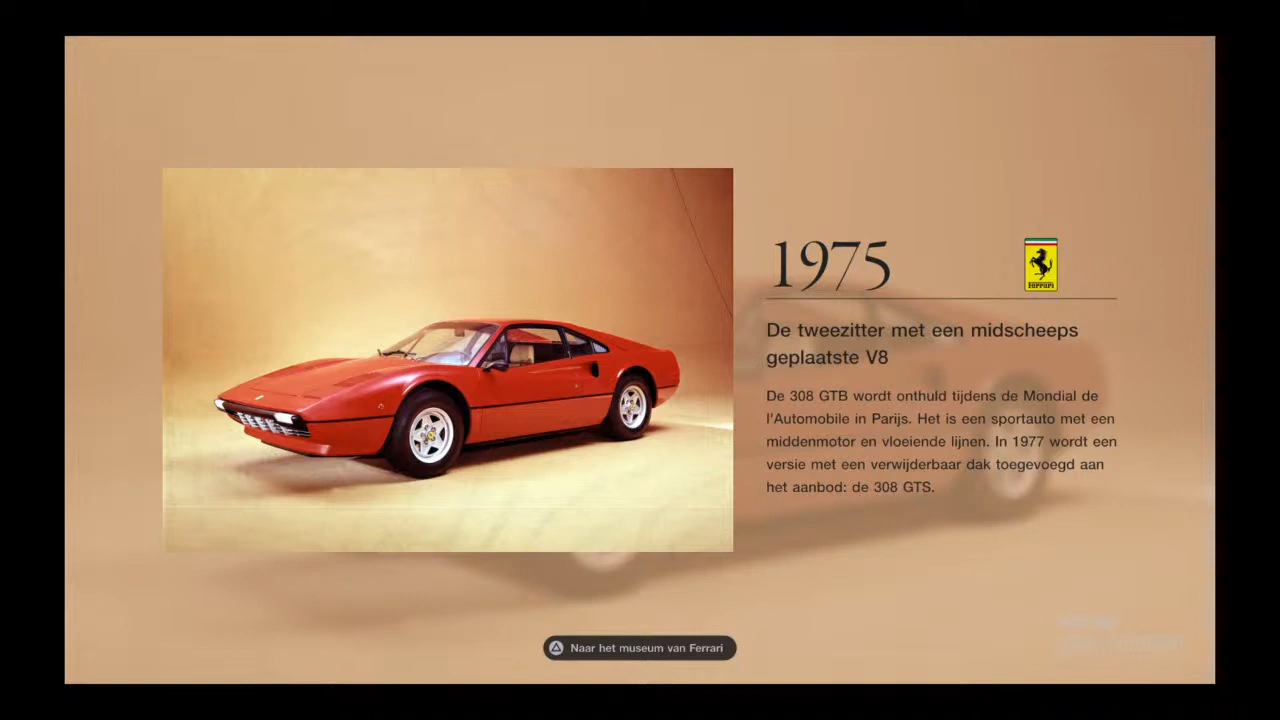 1975
Ferrari
De tweezitter met een midscheeps
geplaatste V8
De 308 GTB wordt onthuld tijdens de Mondial de
l'Automobile in Parijs. Het is een sportauto met een
middenmotor en vloeiende lijnen. In 1977 wordt een
versie met een verwijderbaar dak toegevoegd aan
het aanbod: de 308 GTS.
Naar het museum van Ferrari